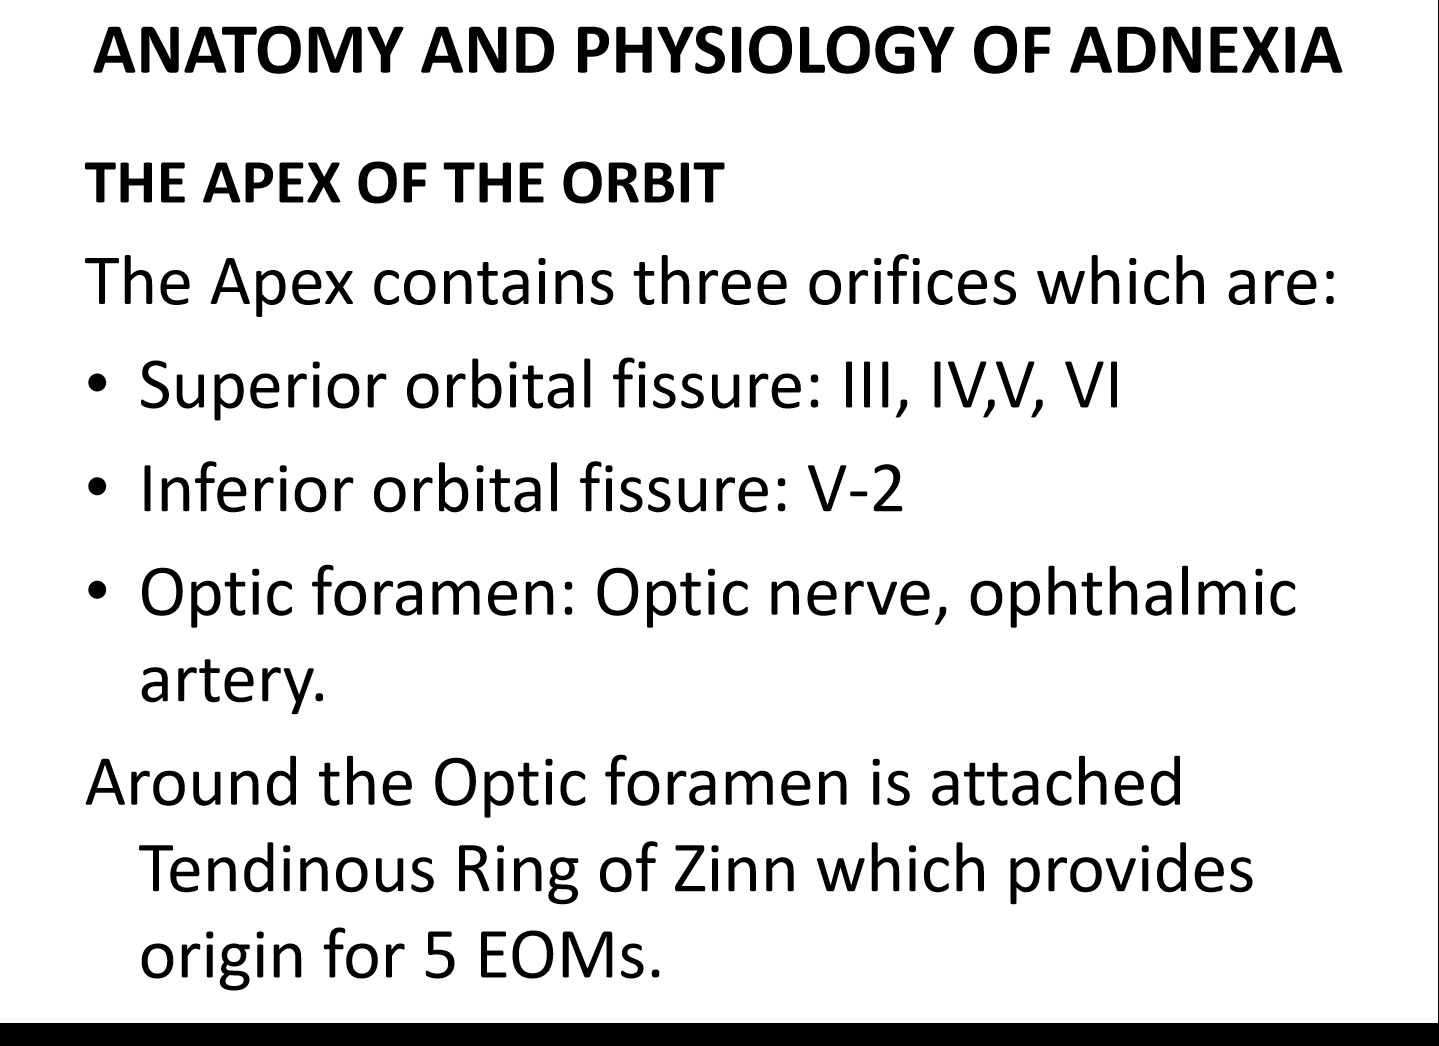 ANATOMY AND PHYSIOLOGY OF ADNEXIA
THE APEX OF THE ORBIT
The Apex contains three orifices which are:
• Superior orbital fissure: III, IV,V, VI
• Inferior orbital fissure: V-2
• Optic foramen: Optic nerve, ophthalmic
artery.
Around the Optic foramen is attached
Tendinous Ring of Zinn which provides
origin for 5 EOMs.